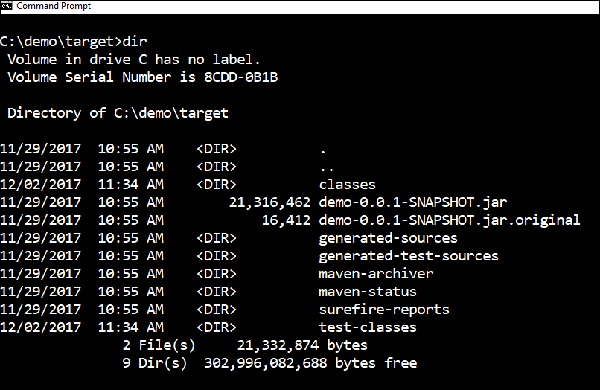 Command Prompt
C:\demo\target>dir
Volume in drive C has no label.
Volume Serial Number is 8CDD-0B1B
Directory of C:\demo\target
11/29/2017 10:55 AM <DIR> .
11/29/2017 10:55 AM <DIR> ..
12/02/2017 11:34 AM <DIR> classes
11/29/2017 10:55 AM 21,316,462 demo-0.0.1-SNAPSHOT.jar
11/29/2017 10:55 AM 16,412 demo-0.0.1-SNAPSHOT.jar.original
11/29/2017 10:55 AM <DIR> generated-sources
11/29/2017 10:55 AM <DIR> generated-test-sources
11/29/2017 10:55 AM <DIR> maven-archiver
11/29/2017 10:55 AM <DIR> maven-status
11/29/2017 10:55 AM <DIR> surefire-reports
12/02/2017 11:34 AM <DIR> test-classes
2 File(s) 21,332,874 bytes
9 Dir(s) 302,996,082,688 bytes free